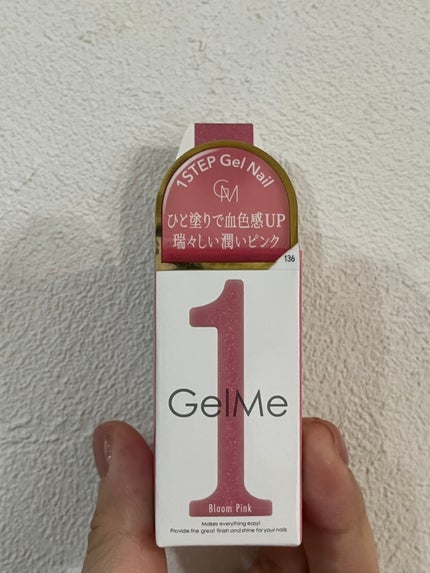 1STEP Gel Nail
GM
ひと塗りで血色感UP
瑞々しい潤いピンク
136
1
GelMe
Bloom Pink
Makes everything easy!
Provide the great finish and shine for your nails